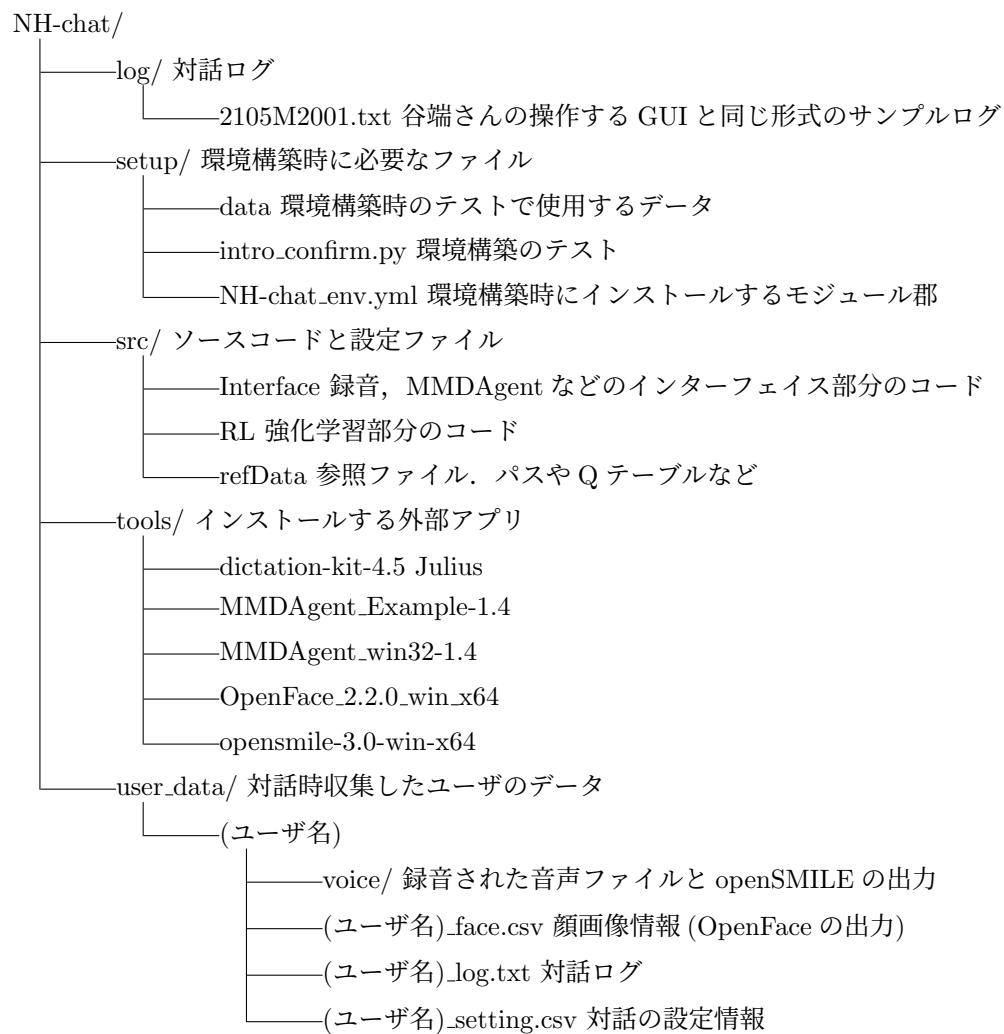 NH-chat/
log/ 対話ログ
2105M2001.txt 谷端さんの操作する GUI と同じ形式のサンプルログ
setup/ 環境構築時に必要なファイル
data 環境構築時のテストで使用するデータ
intro_confirm.py 環境構築のテスト
NH-chat_env.yml 環境構築時にインストールするモジュール郡
src/ ソースコードと設定ファイル
Interface 録音，MMDAgent などのインターフェイス部分のコード
RL 強化学習部分のコード
refData 参照ファイル．パスや Q テーブルなど
tools/ インストールする外部アプリ
dictation-kit-4.5 Julius
MMDAgent_Example-1.4
MMDAgent_win32-1.4
OpenFace_2.2.0_win_x64
opensmile-3.0-win-x64
user_data/ 対話時収集したユーザのデータ
(ユーザ名)
voice/ 録音された音声ファイルと openSMILE の出力
(ユーザ名)_face.csv 顔画像情報 (OpenFace の出力)
(ユーザ名)_log.txt 対話ログ
(ユーザ名)_setting.csv 対話の設定情報